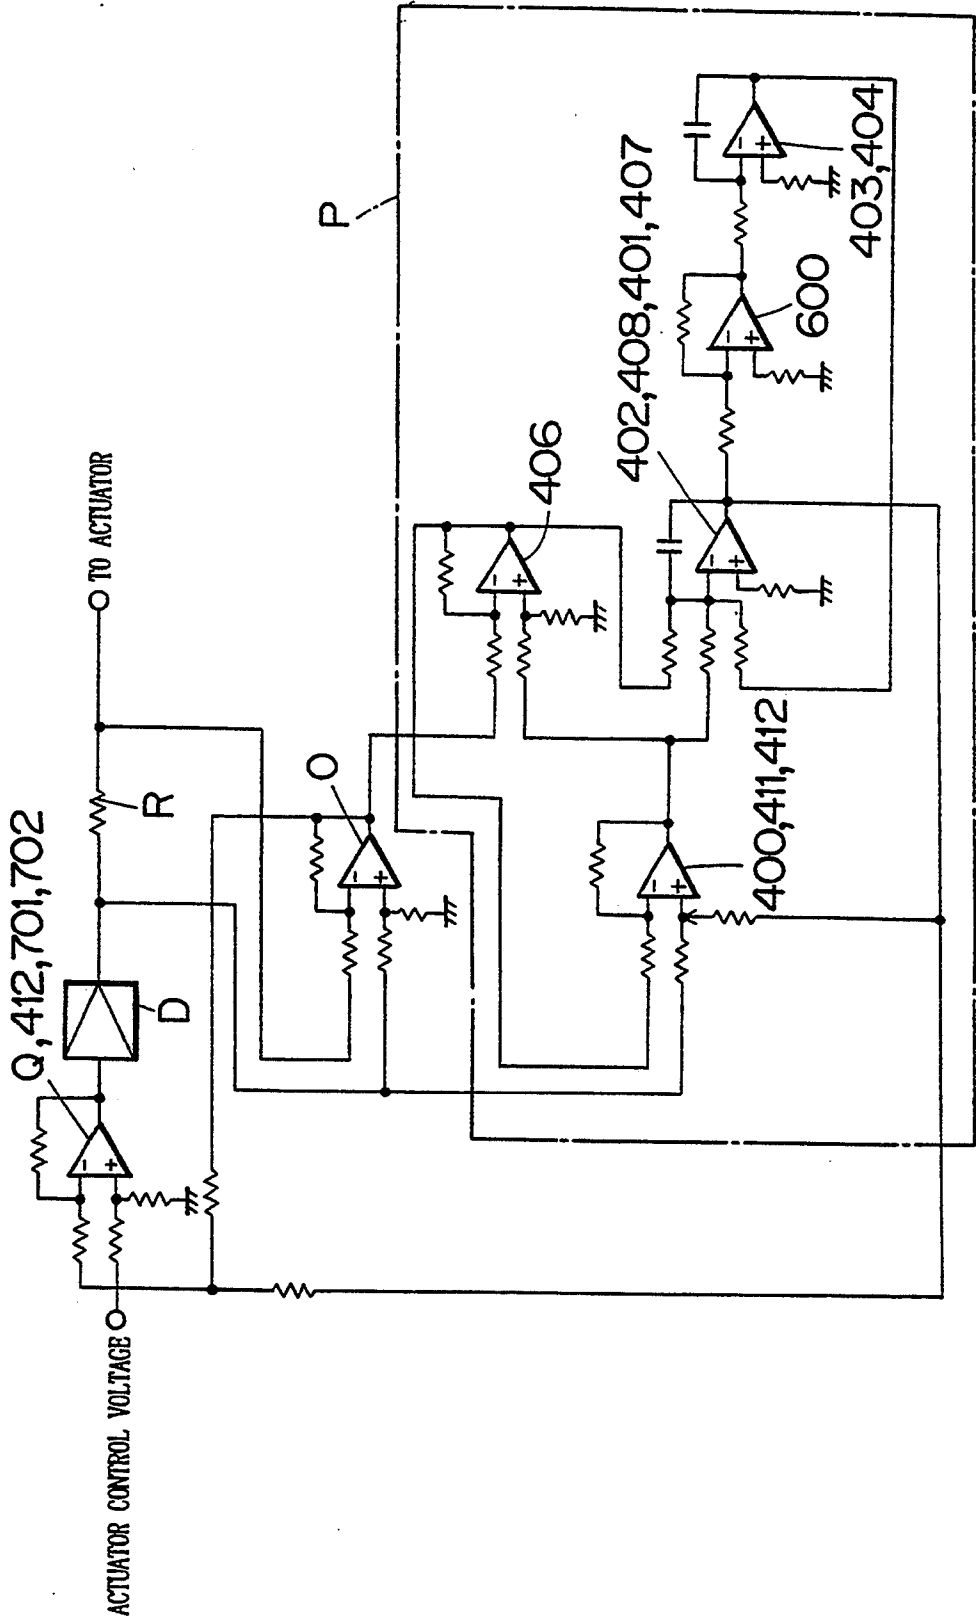 ACTUATOR CONTROL VOLTAGE
Q,412,701,702
D
R
TO ACTUATOR
O
P
406
400,411,412
402,408,401,407
600
403,404
−
+
−
+
−
+
−
+
−
+
−
+
−
+